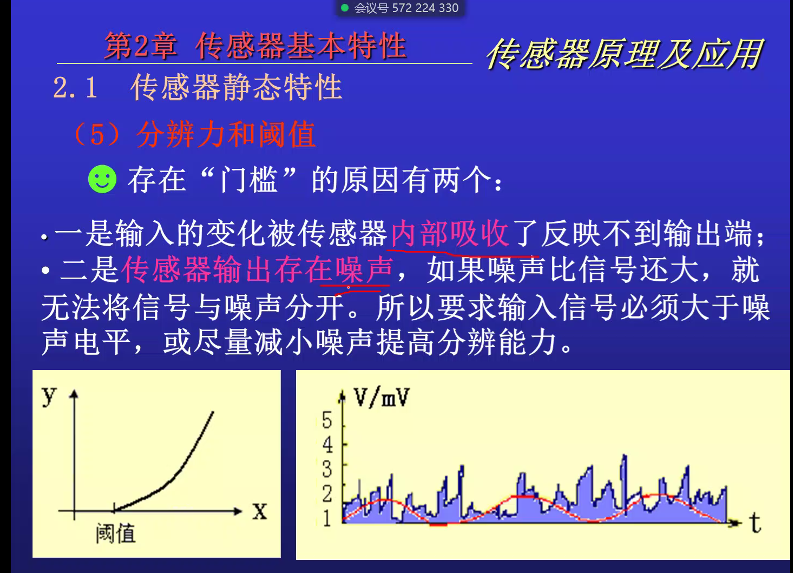 会议号 572 224 330
第2章 传感器基本特性
传感器原理及应用
2.1 传感器静态特性
（5）分辨力和阈值
存在“门槛”的原因有两个：
•一是输入的变化被传感器内部吸收了反映不到输出端；
•二是传感器输出存在噪声，如果噪声比信号还大，就
无法将信号与噪声分开。所以要求输入信号必须大于噪
声电平，或尽量减小噪声提高分辨能力。
y
x
阈值
V/mV
5
4
3
2
1
t